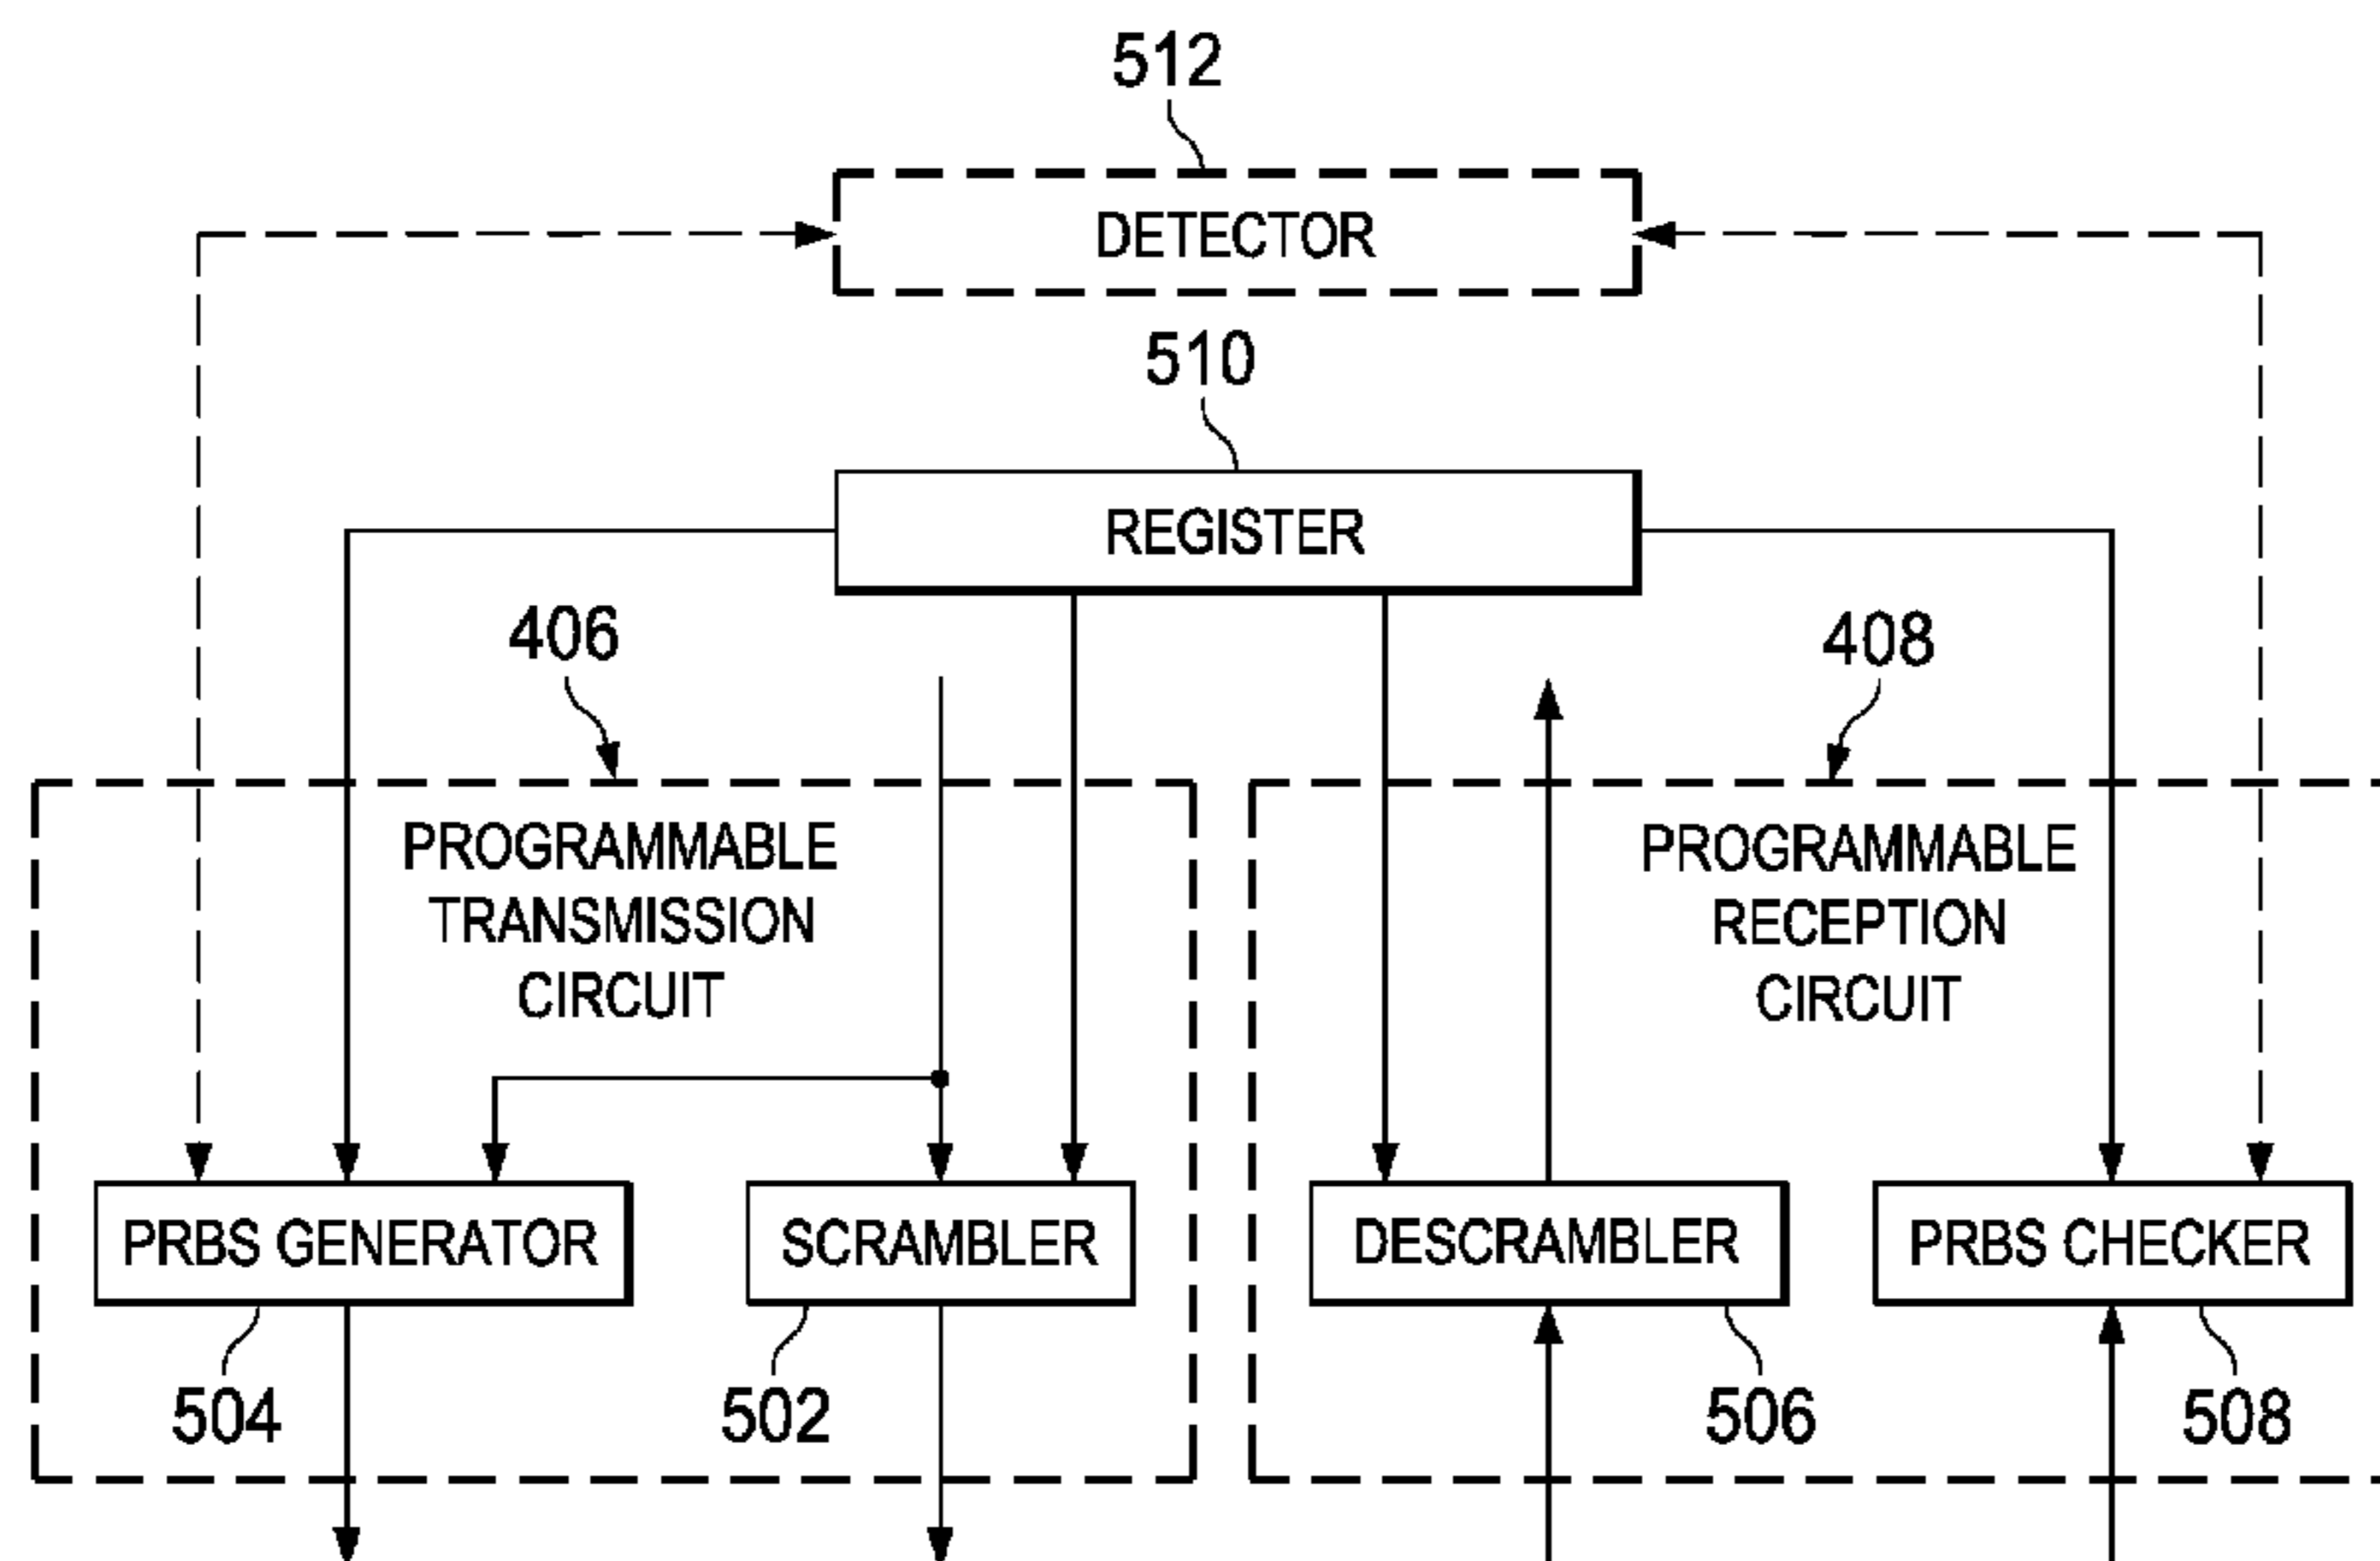 512
DETECTOR
510
REGISTER
406
408
PROGRAMMABLE
TRANSMISSION
CIRCUIT
PROGRAMMABLE
RECEPTION
CIRCUIT
PRBS GENERATOR
SCRAMBLER
DESCRAMBLER
PRBS CHECKER
504
502
506
508